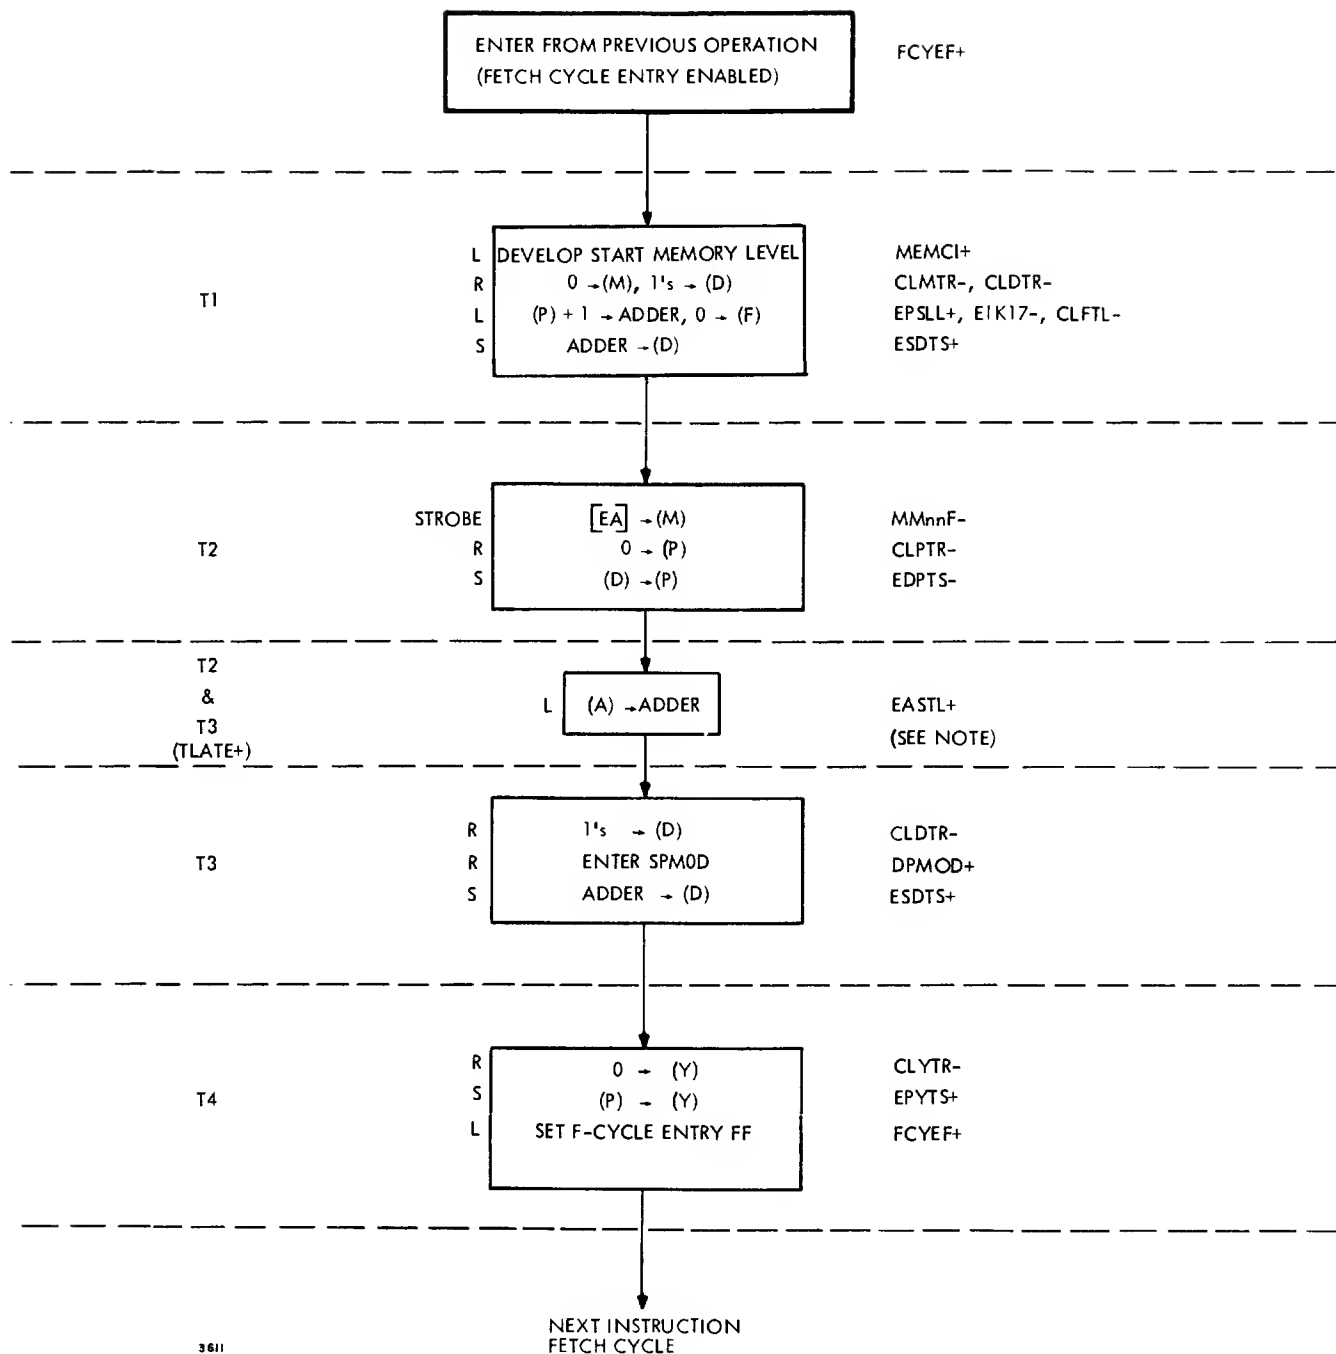 ENTER FROM PREVIOUS OPERATION
(FETCH CYCLE ENTRY ENABLED)
FCYEF+
T1
L DEVELOP START MEMORY LEVEL MEMCI+
R 0 → (M), 1's → (D) CLMTR-, CLDTR-
L (P) + 1 → ADDER, 0 → (F) EPSLL+, EIK17-, CLFTL-
S ADDER → (D) ESDTS+
T2
STROBE [EA] → (M) MMnnF-
R 0 → (P) CLPTR-
S (D) → (P) EDPTS-
T2
&
T3
(TLATE+)
L (A) → ADDER EASTL+
(SEE NOTE)
T3
R 1's → (D) CLDTR-
R ENTER SPM0D DPMOD+
S ADDER → (D) ESDTS+
T4
R 0 → (Y) CLYTR-
S (P) → (Y) EPYTS+
L SET F-CYCLE ENTRY FF FCYEF+
NEXT INSTRUCTION
FETCH CYCLE
3611